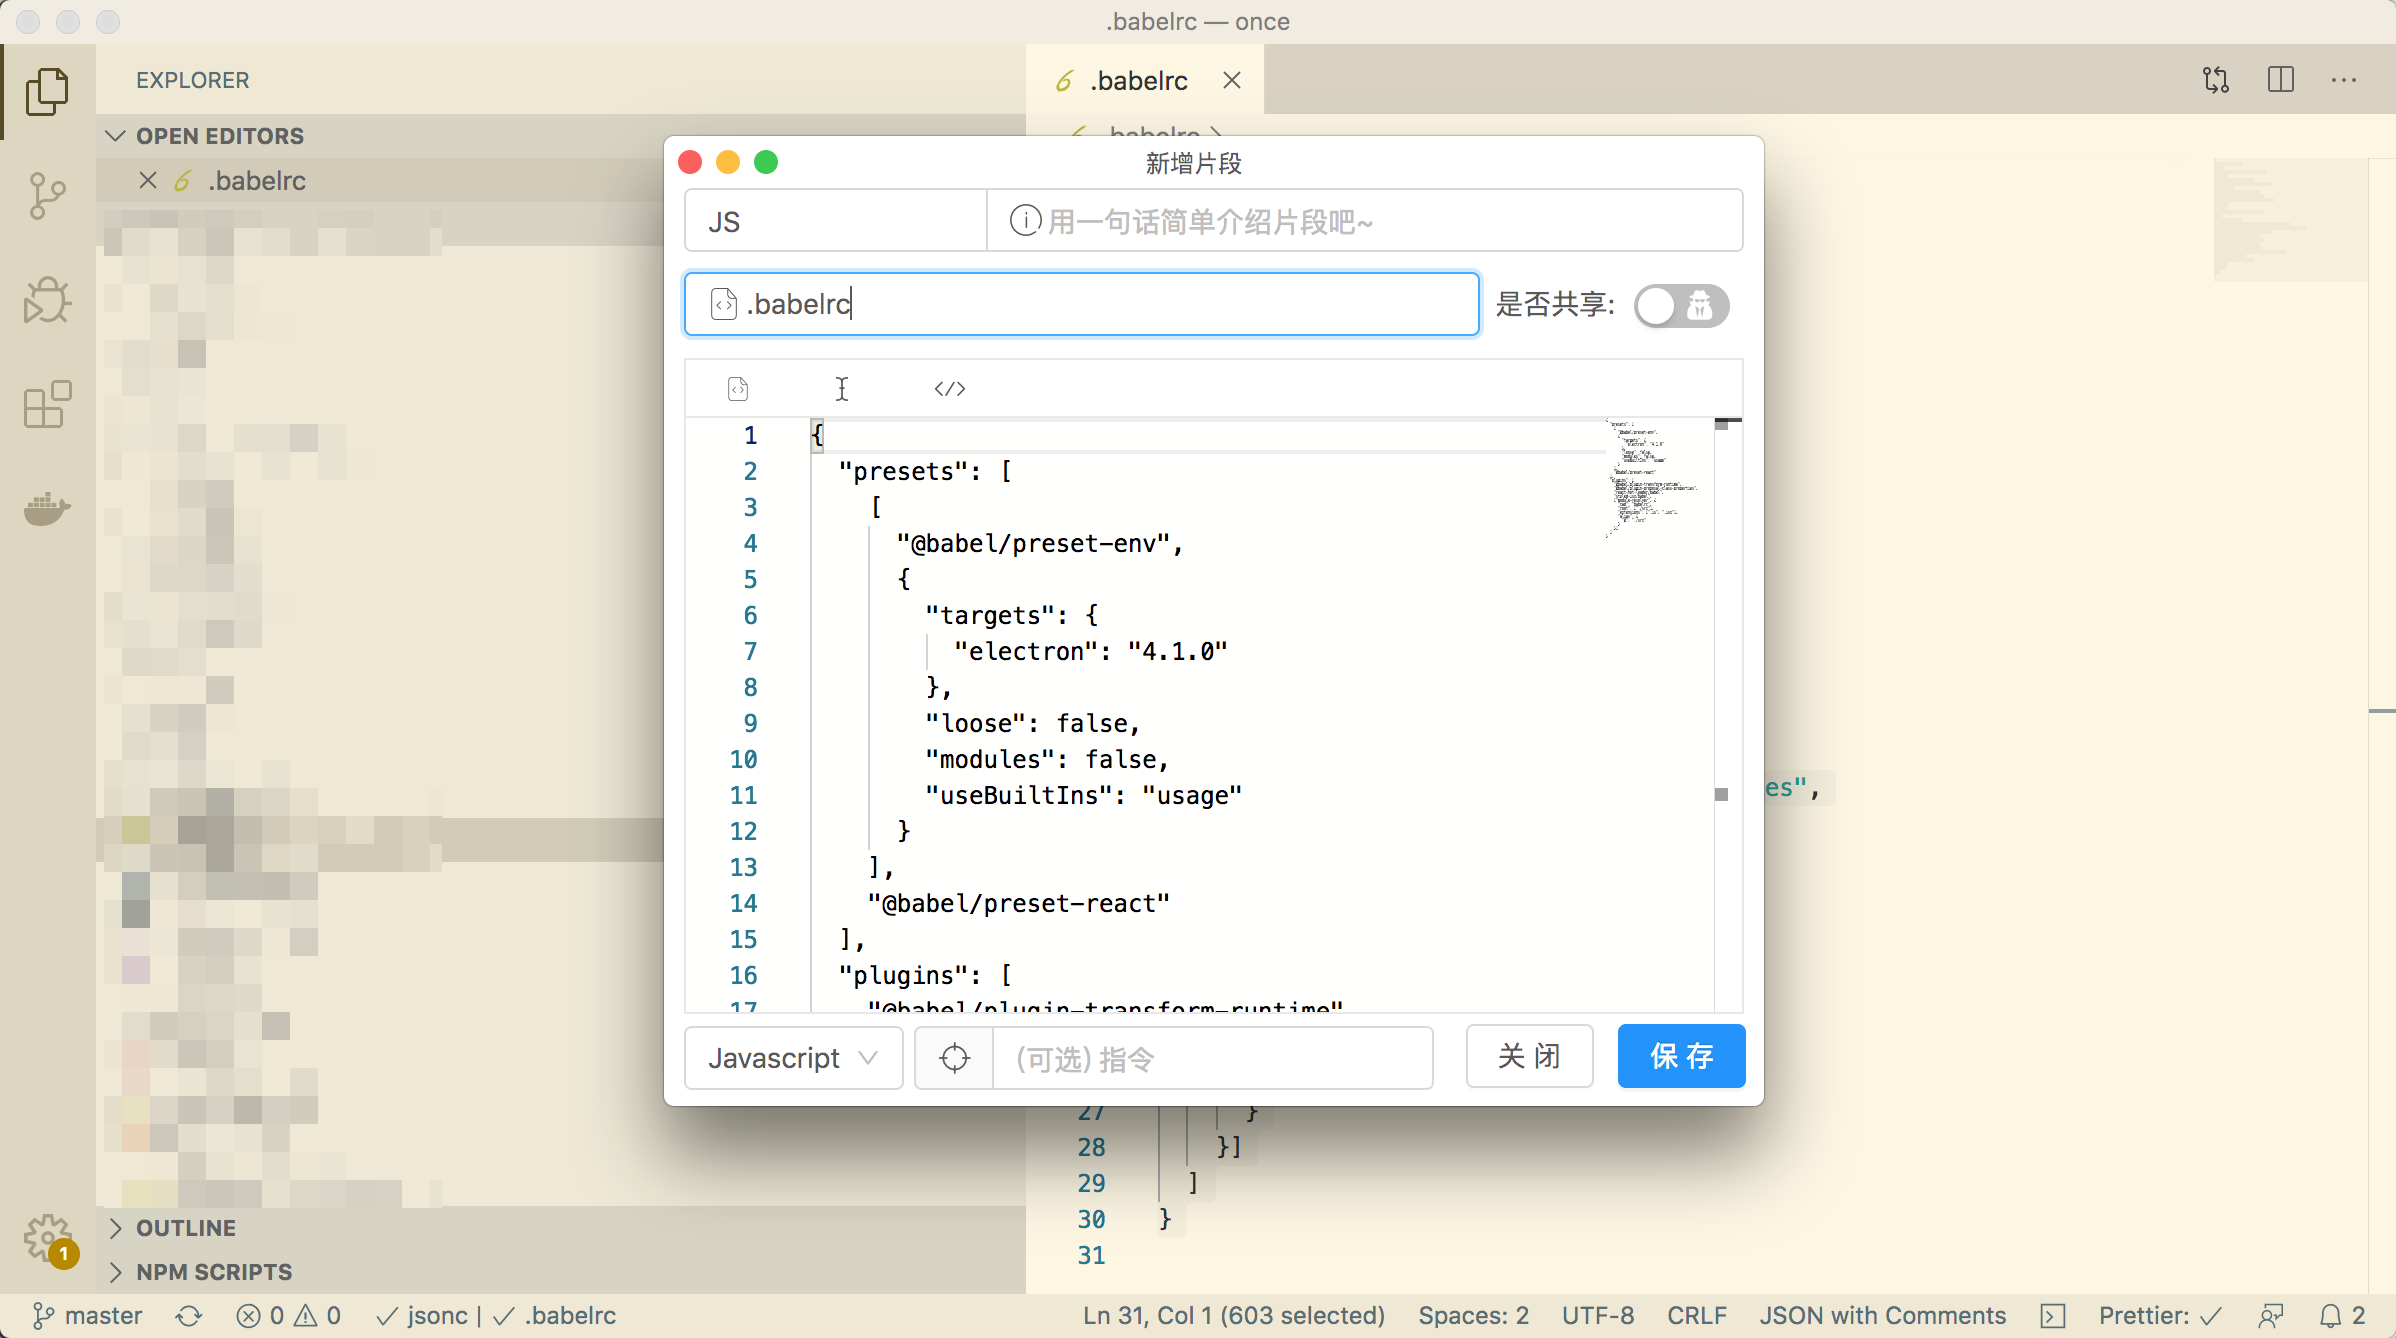 .babelrc — once
EXPLORER
OPEN EDITORS
.babelrc
OUTLINE
NPM SCRIPTS
1
.babelrc
新增片段
JS
用一句话简单介绍片段吧~
.babelrc
是否共享:
1 {
2 "presets": [
3 [
4 "@babel/preset-env",
5 {
6 "targets": {
7 "electron": "4.1.0"
8 },
9 "loose": false,
10 "modules": false,
11 "useBuiltIns": "usage"
12 }
13 ],
14 "@babel/preset-react"
15 ],
16 "plugins": [
17 "@babel/plugin-transform-runtime"
Javascript
(可选) 指令
关 闭
保 存
es",
27 }
28 }]
29 ]
30 }
31
master 0 0 jsonc | .babelrc
Ln 31, Col 1 (603 selected) Spaces: 2 UTF-8 CRLF JSON with Comments Prettier: 2